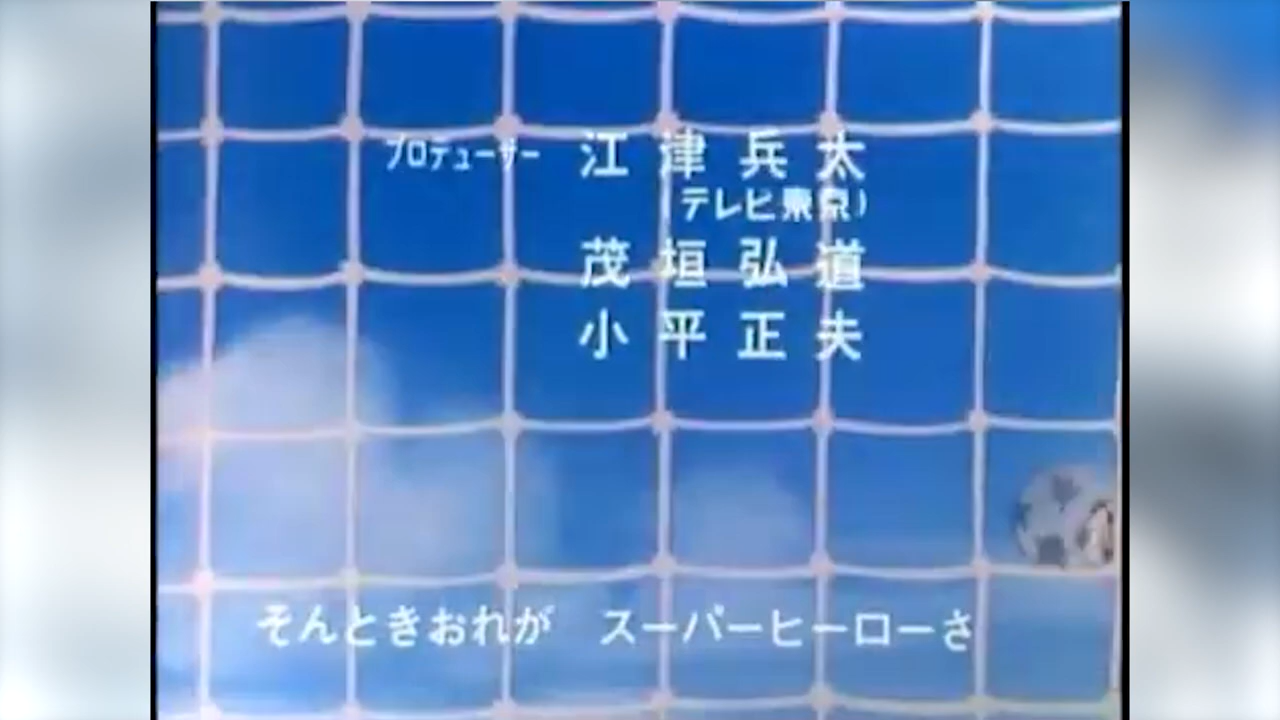 プロデューサー 江津兵太
(テレビ東京)
茂垣弘道
小平正夫
そんときおれが スーパーヒーローさ